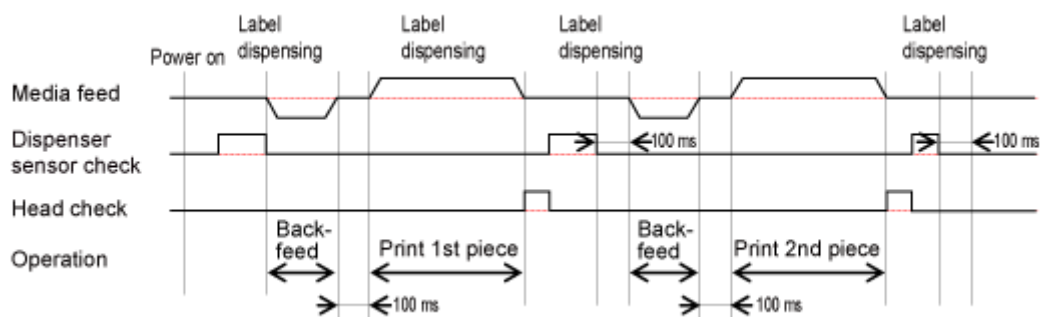 Label
dispensing
Label
dispensing
Label
dispensing
Label
dispensing
Power on
Media feed
Dispenser
sensor check
100 ms
100 ms
Head check
Operation
Back-
feed
Print 1st piece
Back-
feed
Print 2nd piece
100 ms
100 ms